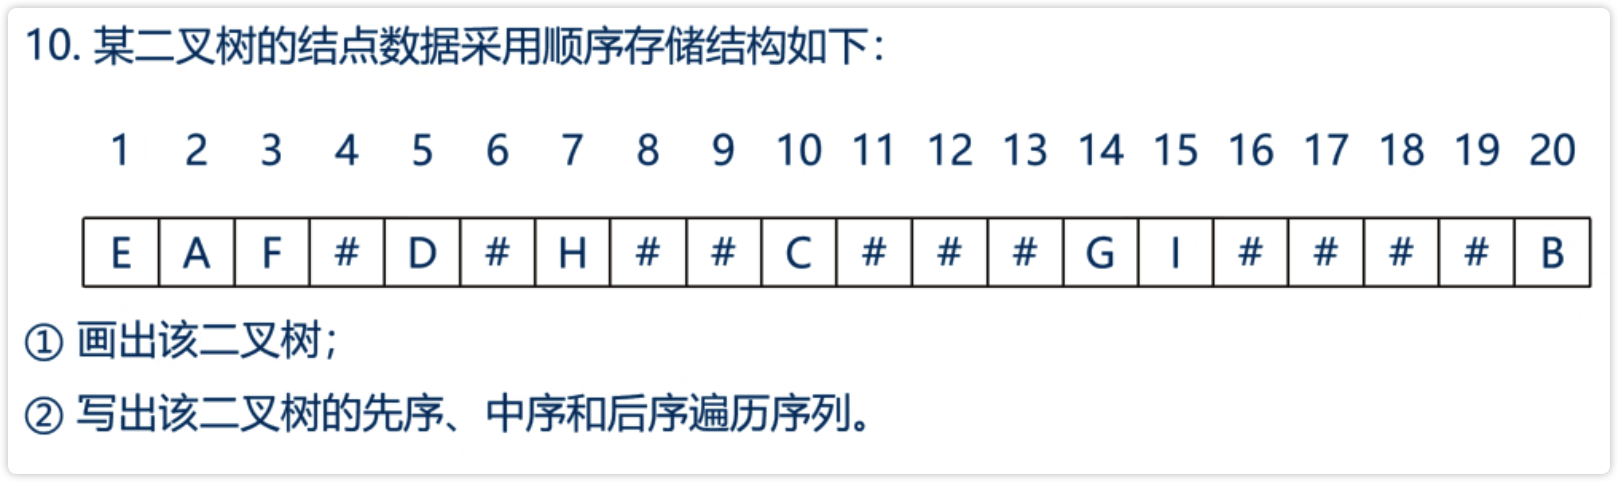 10. 某二叉树的结点数据采用顺序存储结构如下：
1 2 3 4 5 6 7 8 9 10 11 12 13 14 15 16 17 18 19 20
E A F # D # H # # C # # # G I # # # # B
① 画出该二叉树；
② 写出该二叉树的先序、中序和后序遍历序列。